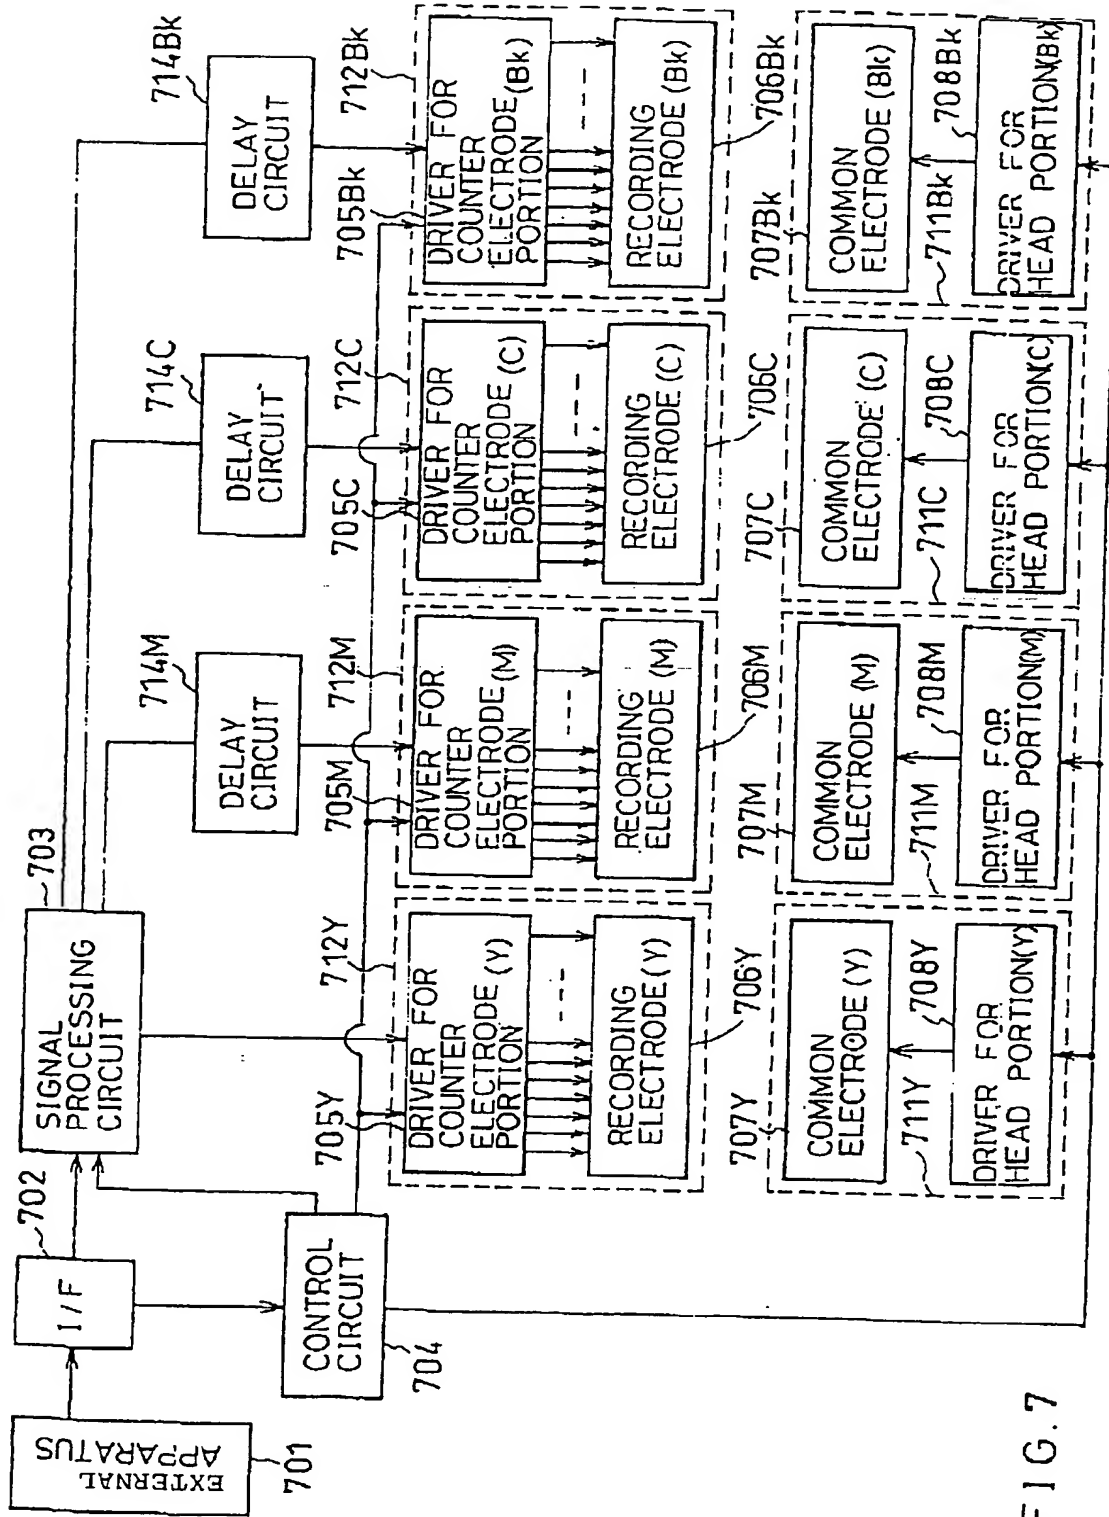 EXTERNAL
APPARATUS
701
I/F
702
SIGNAL
PROCESSING
CIRCUIT
703
CONTROL
CIRCUIT
704
DELAY
CIRCUIT
714M
DELAY
CIRCUIT
714C
DELAY
CIRCUIT
714Bk
705Y
712Y
DRIVER FOR
COUNTER
ELECTRODE (Y)
PORTION
RECORDING
ELECTRODE (Y)
706Y
705M
712M
DRIVER FOR
COUNTER
ELECTRODE (M)
PORTION
RECORDING
ELECTRODE (M)
706M
705C
712C
DRIVER FOR
COUNTER
ELECTRODE (C)
PORTION
RECORDING
ELECTRODE (C)
706C
705Bk
712Bk
DRIVER FOR
COUNTER
ELECTRODE (Bk)
PORTION
RECORDING
ELECTRODE (Bk)
706Bk
707Y
COMMON
ELECTRODE (Y)
711Y
708Y
DRIVER FOR
HEAD PORTION(Y)
707M
COMMON
ELECTRODE (M)
711M
708M
DRIVER FOR
HEAD PORTION(M)
707C
COMMON
ELECTRODE (C)
711C
708C
DRIVER FOR
HEAD PORTION(C)
707Bk
COMMON
ELECTRODE (Bk)
711Bk
708Bk
DRIVER FOR
HEAD PORTION(Bk)
FIG. 7